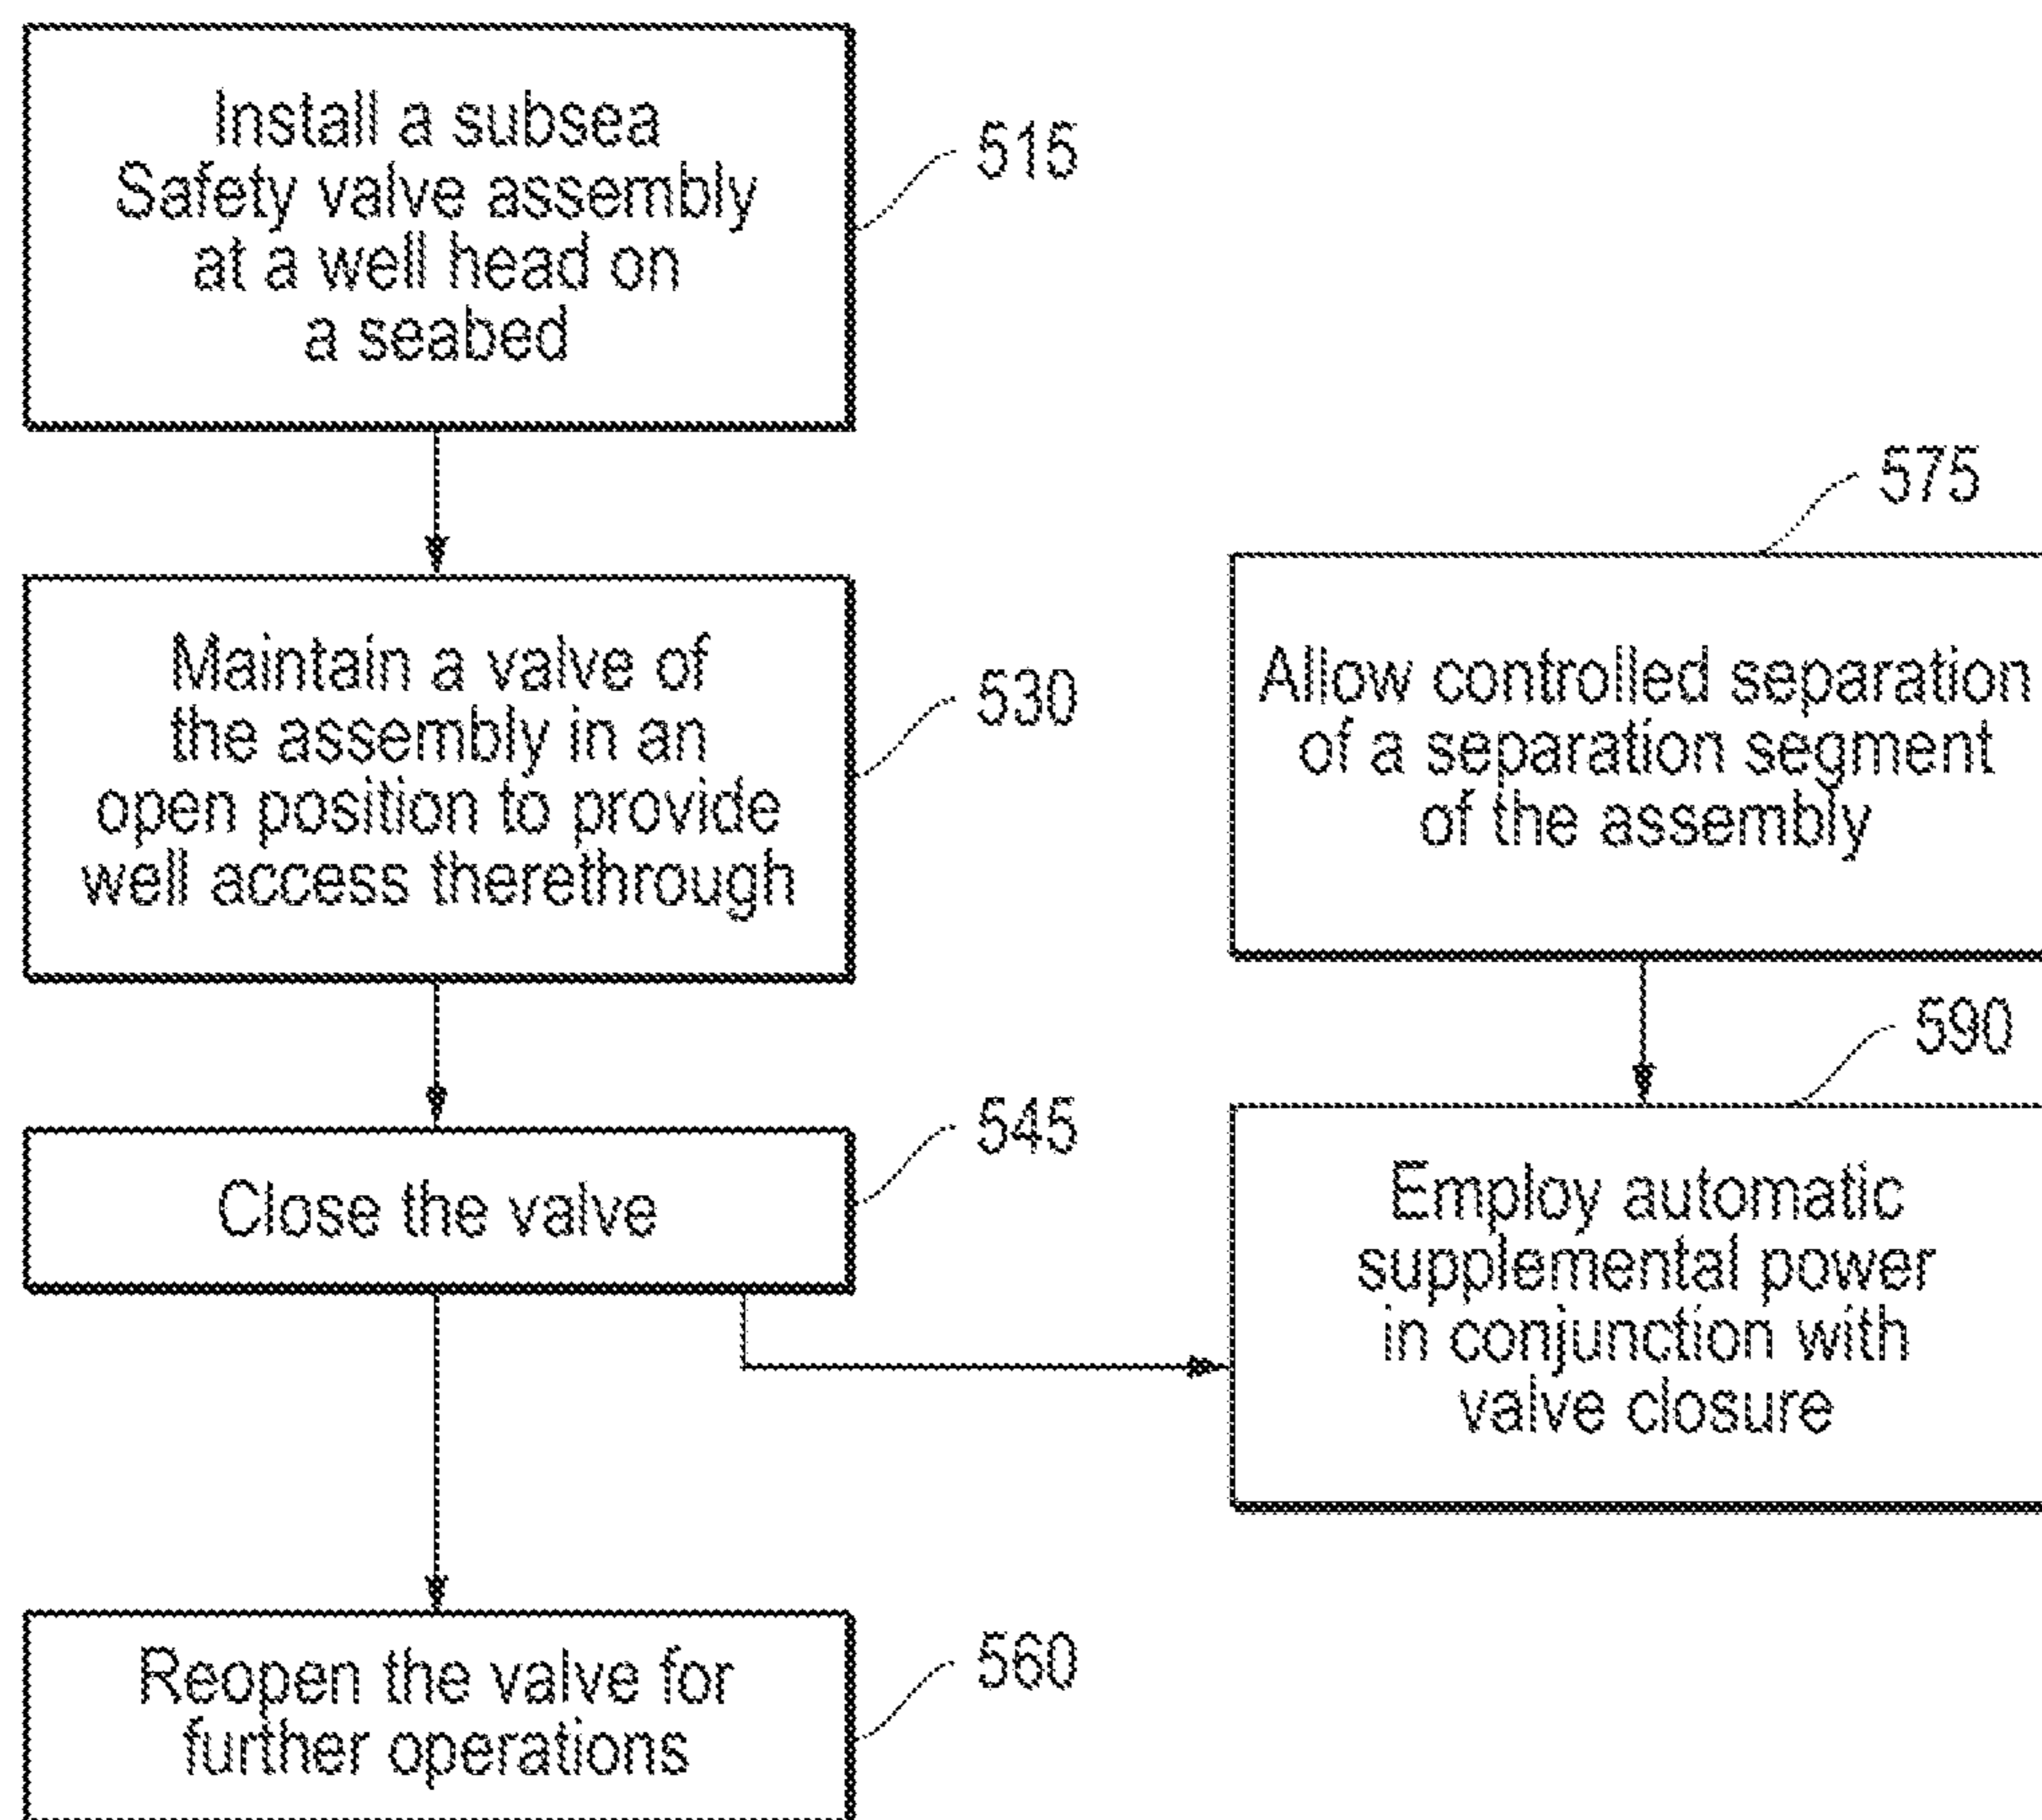 Install a subsea
Safety valve assembly
at a well head on
a seabed
515
Maintain a valve of
the assembly in an
open position to provide
well access therethrough
530
Close the valve
545
Reopen the valve for
further operations
560
575
Allow controlled separation
of a separation segment
of the assembly
590
Employ automatic
supplemental power
in conjunction with
valve closure